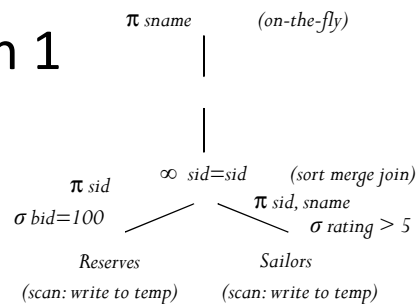 π sname (on-the-fly)
n 1
∞ sid=sid (sort merge join)
π sid
π sid, sname
σ bid=100
σ rating > 5
Reserves Sailors
(scan: write to temp) (scan: write to temp)